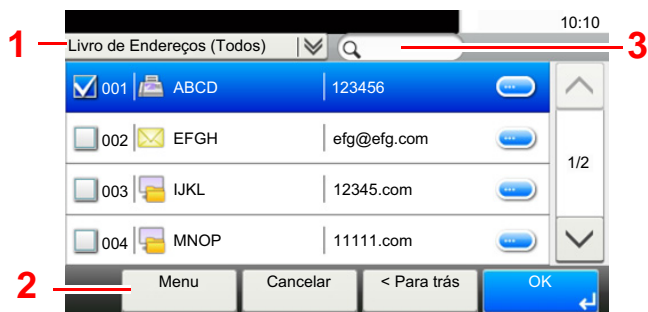 10:10
1 Livro de Endereços (Todos) 3
001 ABCD 123456
002 EFGH efg@efg.com
003 IJKL 12345.com
004 MNOP 11111.com
1/2
2 Menu Cancelar < Para trás OK